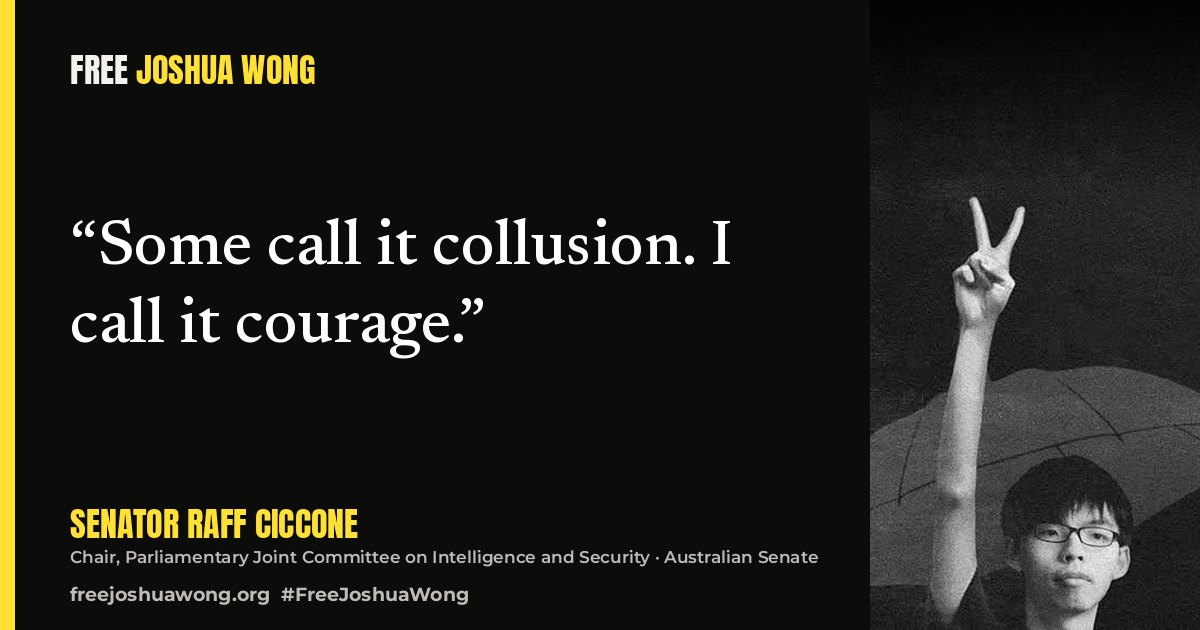 FREE JOSHUA WONG
“Some call it collusion. I
call it courage.”
SENATOR RAFF CICCONE
Chair, Parliamentary Joint Committee on Intelligence and Security · Australian Senate
freejoshuawong.org #FreeJoshuaWong